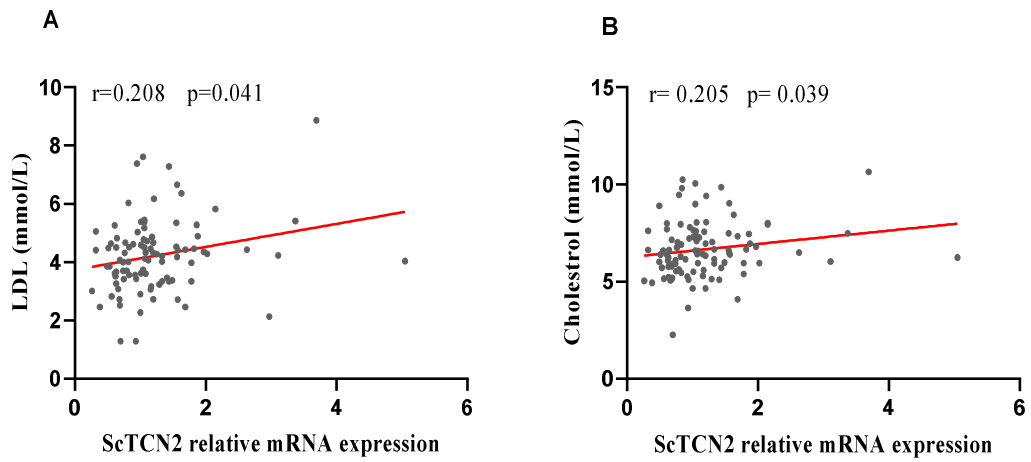 A
r=0.208 p=0.041
LDL (mmol/L)
10
8
6
4
2
0
0 2 4 6
ScTCN2 relative mRNA expression
B
r= 0.205 p= 0.039
Cholestrol (mmol/L)
15
10
5
0
0 2 4 6
ScTCN2 relative mRNA expression